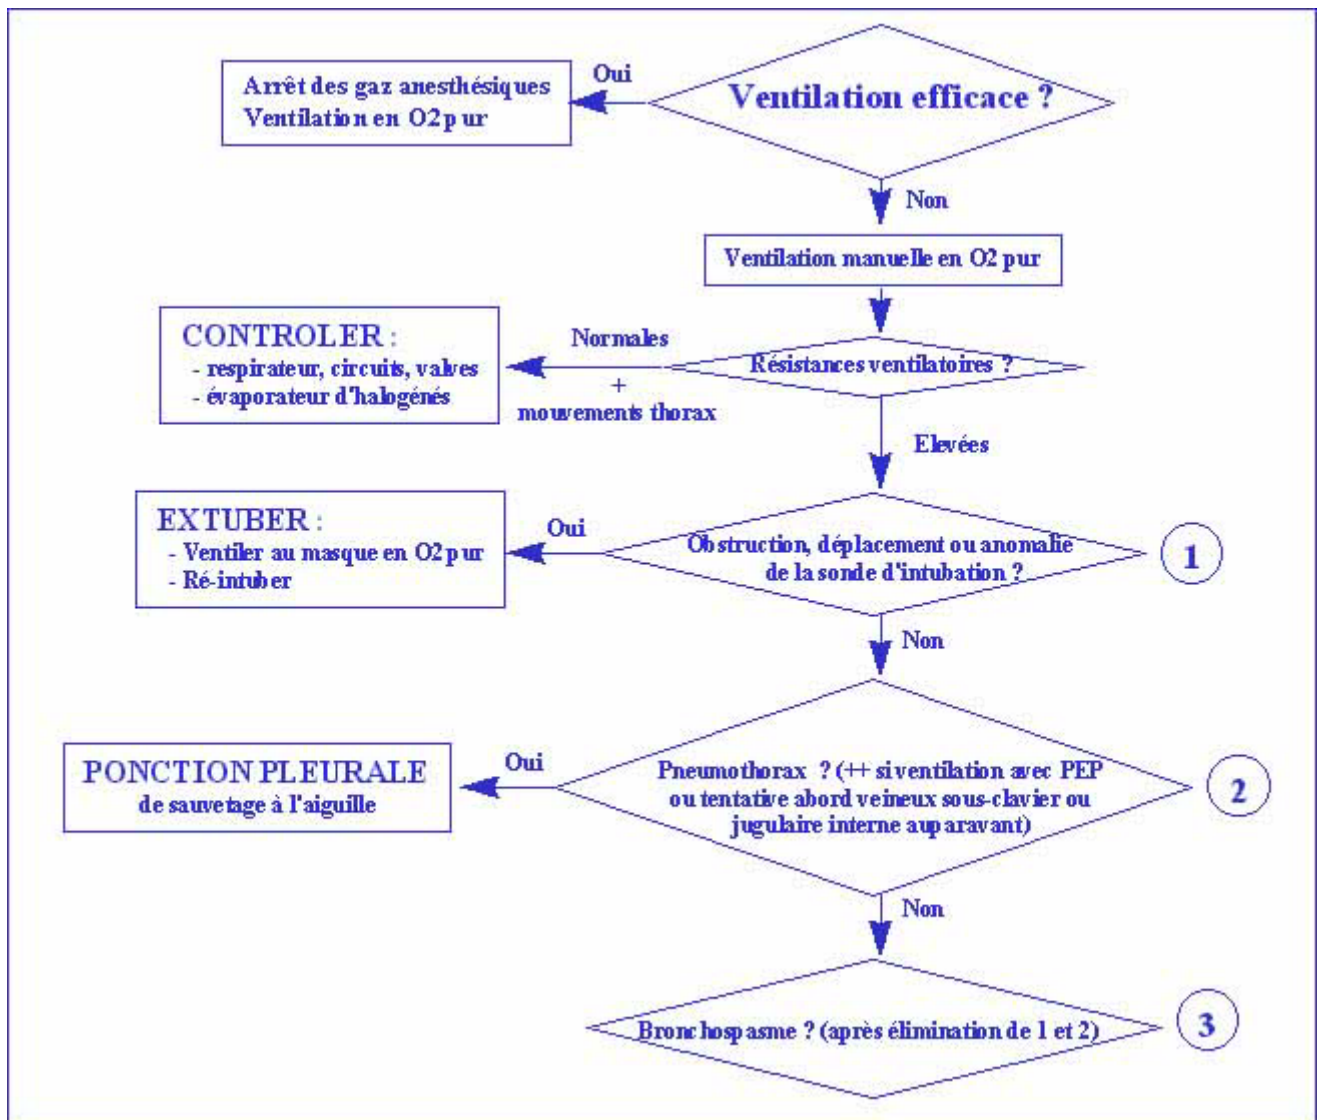 Ventilation efficace ?
Oui
Arrêt des gaz anesthésiques
Ventilation en O2 pur
Non
Ventilation manuelle en O2 pur
Résistances ventilatoires ?
Normales
+
mouvements thorax
CONTROLER :
- respirateur, circuits, valves
- évaporateur d'halogénés
Elevées
Obstruction, déplacement ou anomalie
de la sonde d'intubation ?
1
Oui
EXTUBER :
- Ventiler au masque en O2 pur
- Ré-intuber
Non
Pneumothorax ? (++ si ventilation avec PEP
ou tentative abord veineux sous-clavier ou
jugulaire interne auparavant)
2
Oui
PONCTION PLEURALE
de sauvetage à l'aiguille
Non
Bronchospasme ? (après élimination de 1 et 2)
3